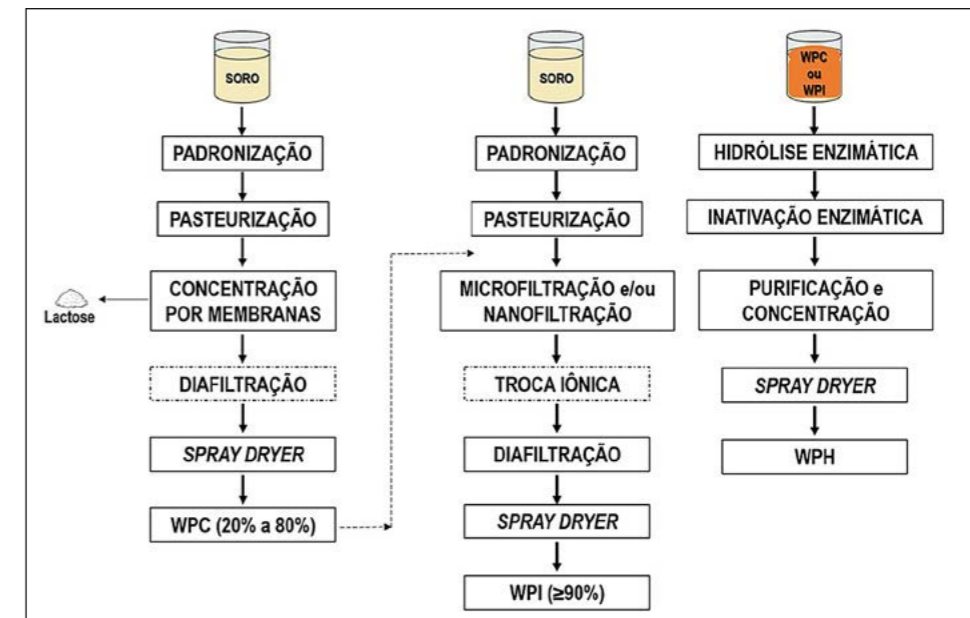 SORO
PADRONIZAÇÃO
PASTEURIZAÇÃO
CONCENTRAÇÃO
POR MEMBRANAS
Lactose
DIAFILTRAÇÃO
SPRAY DRYER
WPC (20% a 80%)
SORO
PADRONIZAÇÃO
PASTEURIZAÇÃO
MICROFILTRAÇÃO e/ou
NANOFILTRAÇÃO
TROCA IÔNICA
DIAFILTRAÇÃO
SPRAY DRYER
WPI (≥90%)
WPC
ou
WPI
HIDRÓLISE ENZIMÁTICA
INATIVAÇÃO ENZIMÁTICA
PURIFICAÇÃO e
CONCENTRAÇÃO
SPRAY DRYER
WPH